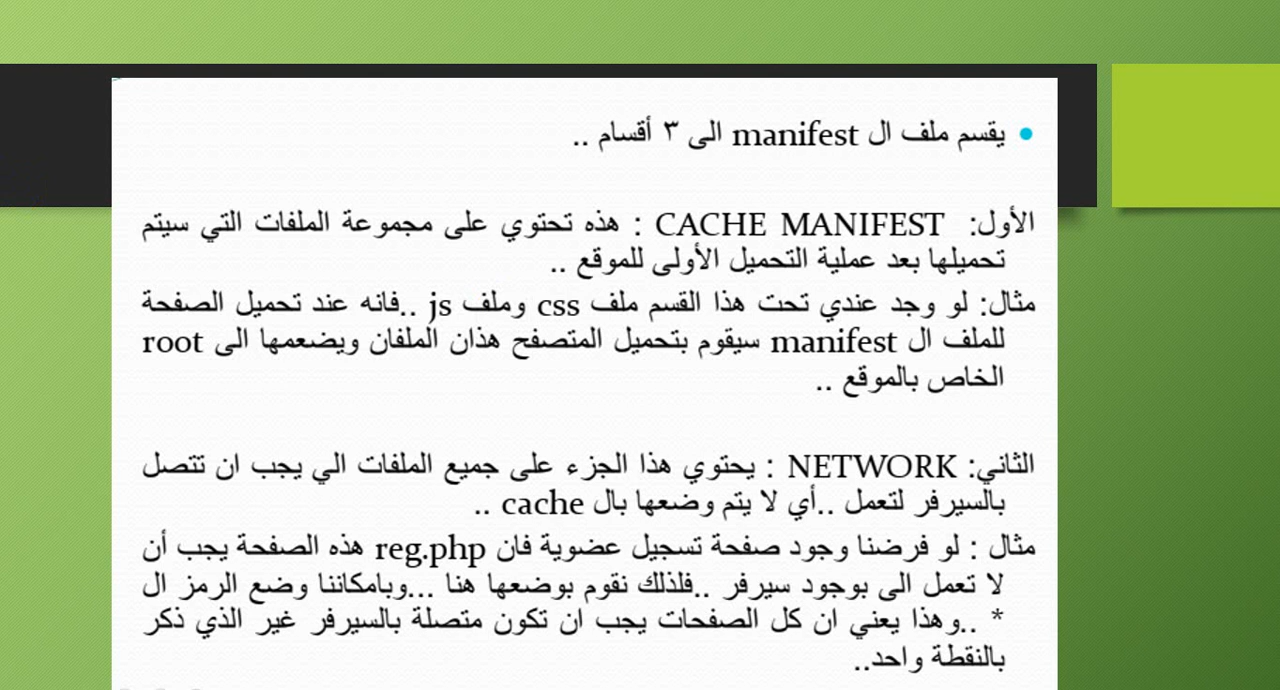 يقسم ملف ال manifest الى ٣ أقسام ..
الأول: CACHE MANIFEST : هذه تحتوي على مجموعة الملفات التي سيتم
تحميلها بعد عملية التحميل الأولى للموقع ..
مثال: لو وجد عندي تحت هذا القسم ملف css وملف js ..فانه عند تحميل الصفحة
للملف ال manifest سيقوم بتحميل المتصفح هذان الملفان ويضعمها الى root
الخاص بالموقع ..
الثاني: NETWORK : يحتوي هذا الجزء على جميع الملفات الي يجب ان تتصل
بالسيرفر لتعمل ..أي لا يتم وضعها بال cache ..
مثال : لو فرضنا وجود صفحة تسجيل عضوية فان reg.php هذه الصفحة يجب أن
لا تعمل الى بوجود سيرفر ..فلذلك نقوم بوضعها هنا ...وبامكاننا وضع الرمز ال
* ..وهذا يعني ان كل الصفحات يجب ان تكون متصلة بالسيرفر غير الذي ذكر
بالنقطة واحد..